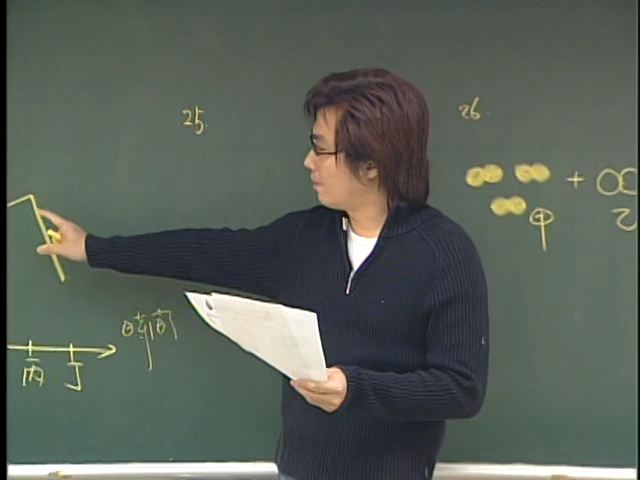 25.
26.
+
甲
乙
時間
丙 丁